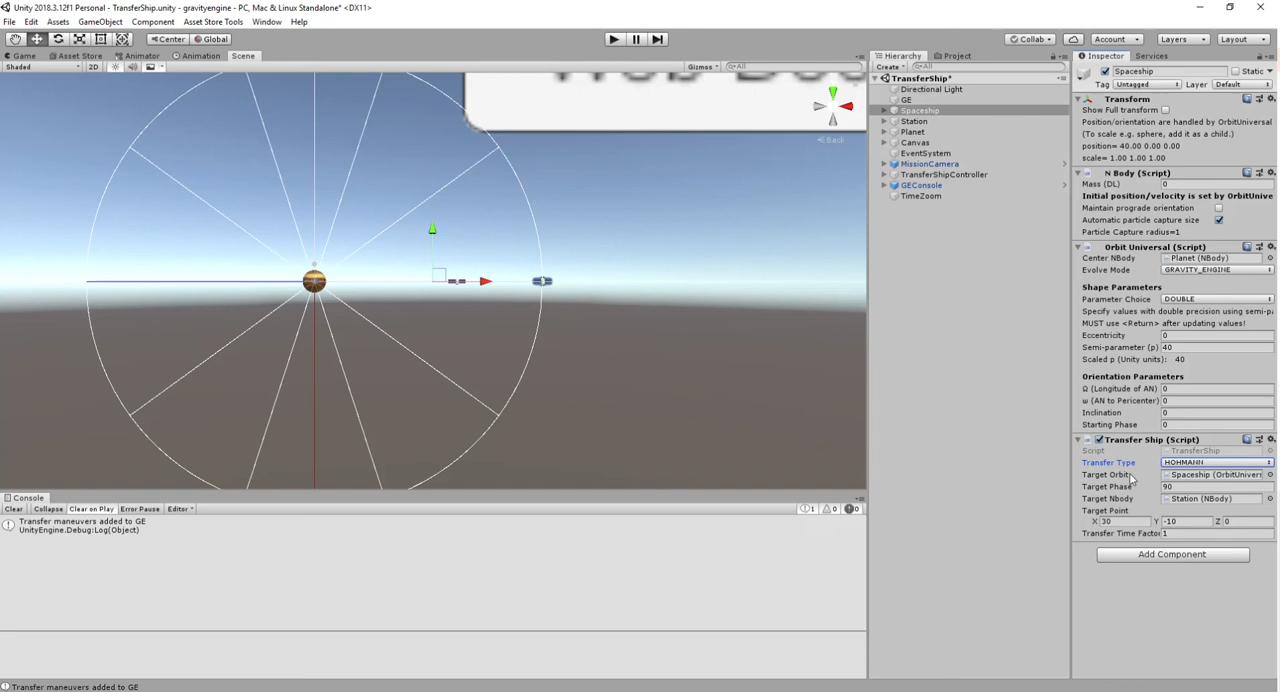 Unity 2018.3.12f1 Personal - TransferShip.unity - gravityengine - PC, Mac & Linux Standalone* <DX11>
File Edit Assets GameObject Component Asset Store Tools Window Help
Center Global Collab Account Layers Layout
Game Asset Store Animator Animation Scene
Shaded 2D Gizmos All
Back
Hierarchy Project
Create All
TransferShip*
Directional Light
GE
Spaceship
Station
Planet
Canvas
EventSystem
MissionCamera
TransferShipController
GEConsole
TimeZoom
Inspector Services
Spaceship Static
Tag Untagged Layer Default
Transform
Show Full transform
Position/orientation are handled by OrbitUniversal
(To scale e.g. sphere, add it as a child.)
position= 40.00 0.00 0.00
scale= 1.00 1.00 1.00
N Body (Script)
Mass (DL) 0
Initial position/velocity is set by OrbitUnive
Maintain prograde orientation
Automatic particle capture size
Particle Capture radius=1
Orbit Universal (Script)
Center NBody Planet (NBody)
Evolve Mode GRAVITY_ENGINE
Shape Parameters
Parameter Choice DOUBLE
Specify values with double precision using semi-p
MUST use <Return> after updating values!
Eccentricity 0
Semi-parameter (p) 40
Scaled p (Unity units): 40
Orientation Parameters
Ω (Longitude of AN) 0
ω (AN to Pericenter) 0
Inclination 0
Starting Phase 0
Transfer Ship (Script)
Script TransferShip
Transfer Type HOHMANN
Target Orbit Spaceship (OrbitUniver
Target Phase 90
Target Nbody Station (NBody)
Target Point
X 30 Y -10 Z 0
Transfer Time Factor 1
Add Component
Console
Clear Collapse Clear on Play Error Pause Editor 1 0 0
Transfer maneuvers added to GE
UnityEngine.Debug:Log(Object)
Transfer maneuvers added to GE